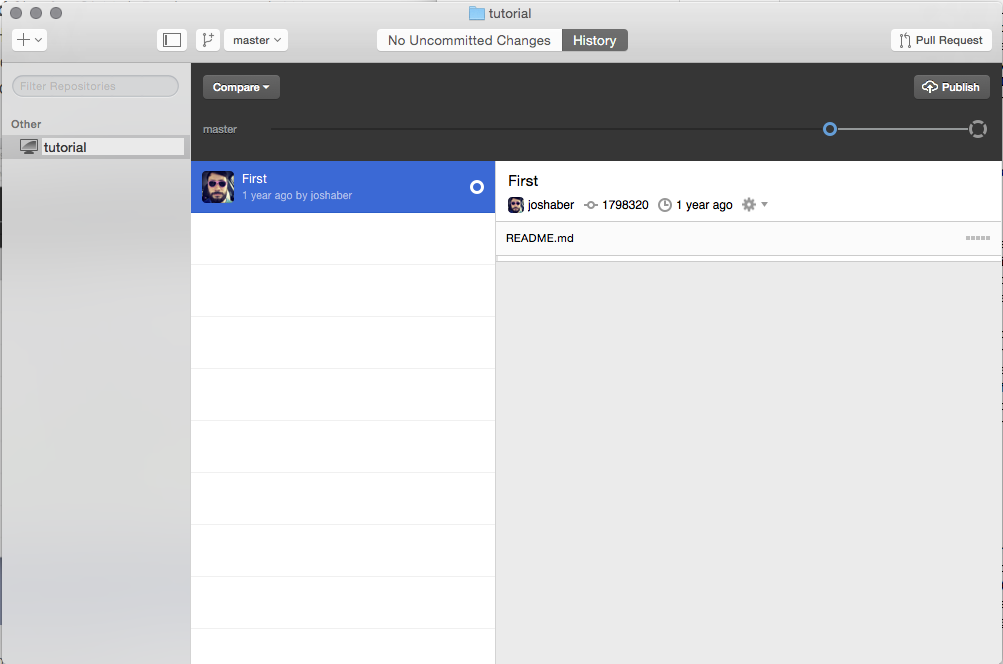 tutorial
master
No Uncommitted Changes
History
Pull Request
Filter Repositories
Other
tutorial
Compare
Publish
master
First
1 year ago by joshaber
First
joshaber 1798320 1 year ago
README.md